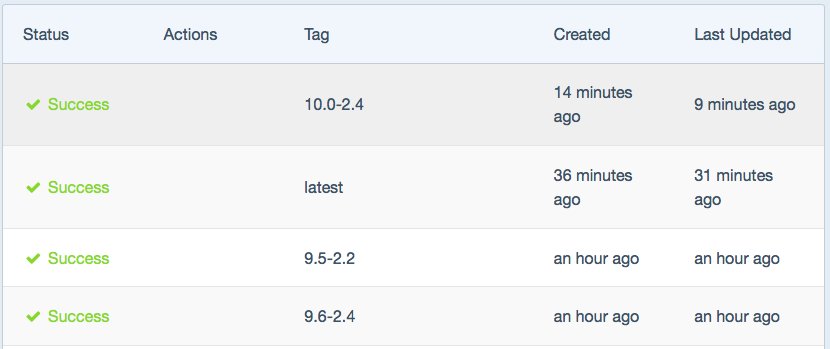 Status Actions Tag Created Last Updated
Success 10.0-2.4 14 minutes ago 9 minutes ago
Success latest 36 minutes ago 31 minutes ago
Success 9.5-2.2 an hour ago an hour ago
Success 9.6-2.4 an hour ago an hour ago